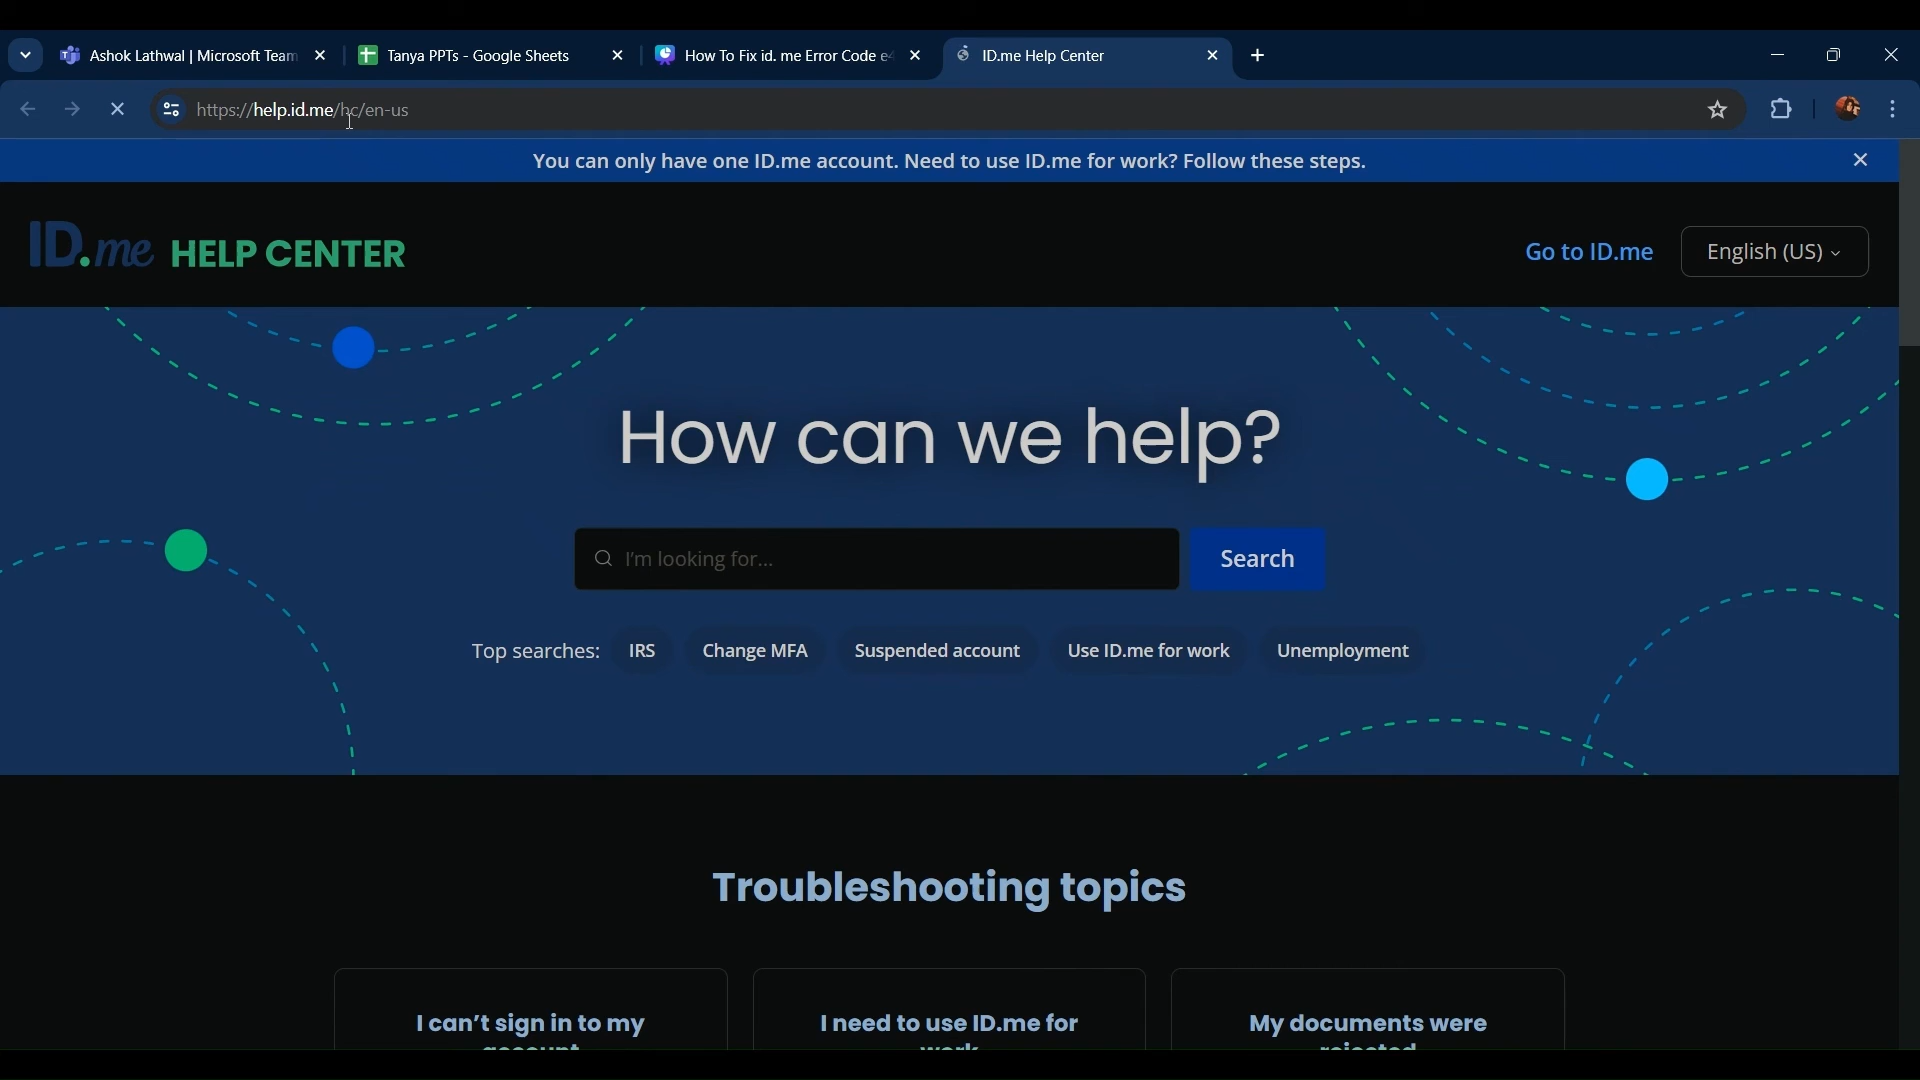 Ashok Lathwal | Microsoft Team
Tanya PPTs - Google Sheets
How To Fix id. me Error Code e4
ID.me Help Center
https://help.id.me/hc/en-us
You can only have one ID.me account. Need to use ID.me for work? Follow these steps.
ID.me HELP CENTER
Go to ID.me
English (US)
How can we help?
I'm looking for...
Search
Top searches: IRS Change MFA Suspended account Use ID.me for work Unemployment
Troubleshooting topics
I can't sign in to my
account
I need to use ID.me for
work
My documents were
rejected